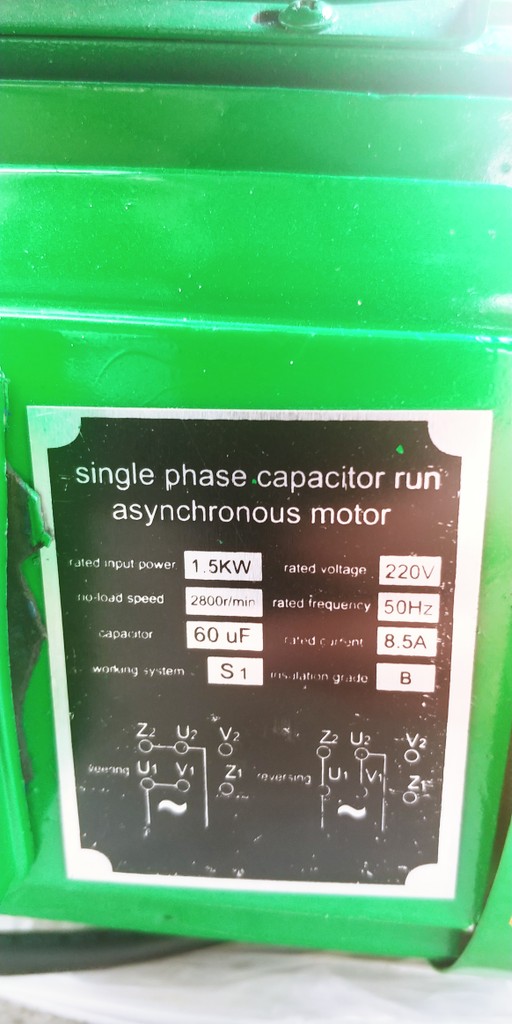 single phase capacitor run
asynchronous motor
rated input power 1.5KW rated voltage 220V
no-load speed 2800r/min rated frequency 50Hz
capacitor 60 uF rated current 8.5A
working system S1 insulation grade B
Z2 U2 V2 Z2 U2 V2
U1 V1 Z1 reversing U1 V1 Z1
~ ~